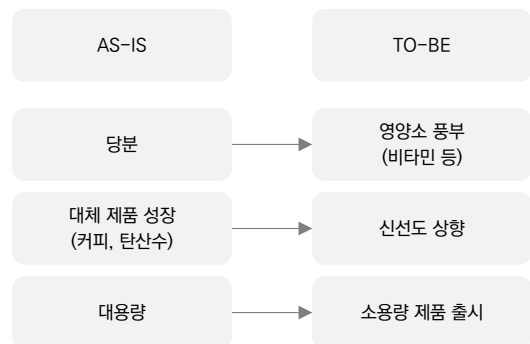 AS-IS
TO-BE
당분
영양소 풍부
(비타민 등)
대체 제품 성장
(커피, 탄산수)
신선도 상향
대용량
소용량 제품 출시